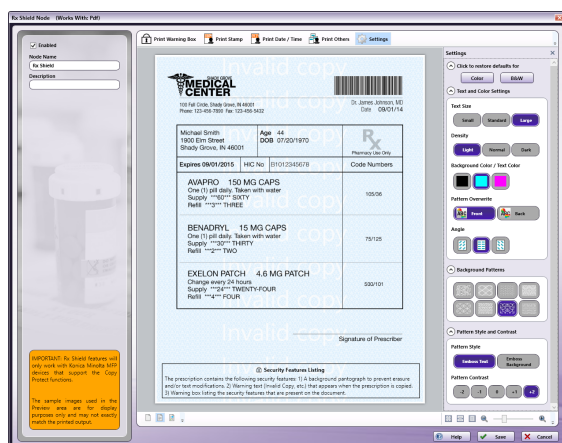 Rx Shield Node (Works With: Pdf)
Enabled
Node Name
Rx Shield
Description
IMPORTANT: Rx Shield features will
only work with Konica Minolta MFP
devices that support the Copy
Protect functions.
The sample images used in the
Preview area are for display
purposes only and may not exactly
match the printed output.
Print Warning Box
Print Stamp
Print Date / Time
Print Others
Settings
Invalid copy
SHADY GROVE
MEDICAL
CENTER
100 Fall Circle, Shady Grove, IN 46001
Phone: 123-456-7890 Fax: 123-456-5432
Dr. James Johnson, MD
Date 09/01/14
Michael Smith
1900 Elm Street
Shady Grove, IN 46001
Age 44
DOB 07/20/1970
Rx
Pharmacy Use Only
Expires 09/01/2015
HIC No
B1012345678
Code Numbers
AVAPRO 150 MG CAPS
One (1) pill daily. Taken with water
Supply ***60*** SIXTY
Refill ***3*** THREE
105/36
BENADRYL 15 MG CAPS
One (1) pill daily. Taken with water
Supply ***30*** THIRTY
Refill ***2*** TWO
75/125
EXELON PATCH 4.6 MG PATCH
Change every 24 hours
Supply ***24*** TWENTY-FOUR
Refill ***4*** FOUR
530/101
Invalid copy
Signature of Prescriber
Security Features Listing
The prescription contains the following security features: 1) A background pantograph to prevent erasure
and/or text modifications. 2) Warning text (Invalid Copy, etc.) that appears when the prescription is copied.
3) Warning box listing the security features that are present on the document.
Settings
Click to restore defaults for
Color
B&W
Text and Color Settings
Text Size
Small
Standard
Large
Density
Light
Normal
Dark
Background Color / Text Color
Pattern Overwrite
Front
Back
Angle
Background Patterns
Pattern Style and Contrast
Pattern Style
Emboss Text
Emboss
Background
Pattern Contrast
-2
-1
0
+1
+2
Help
Save
Cancel